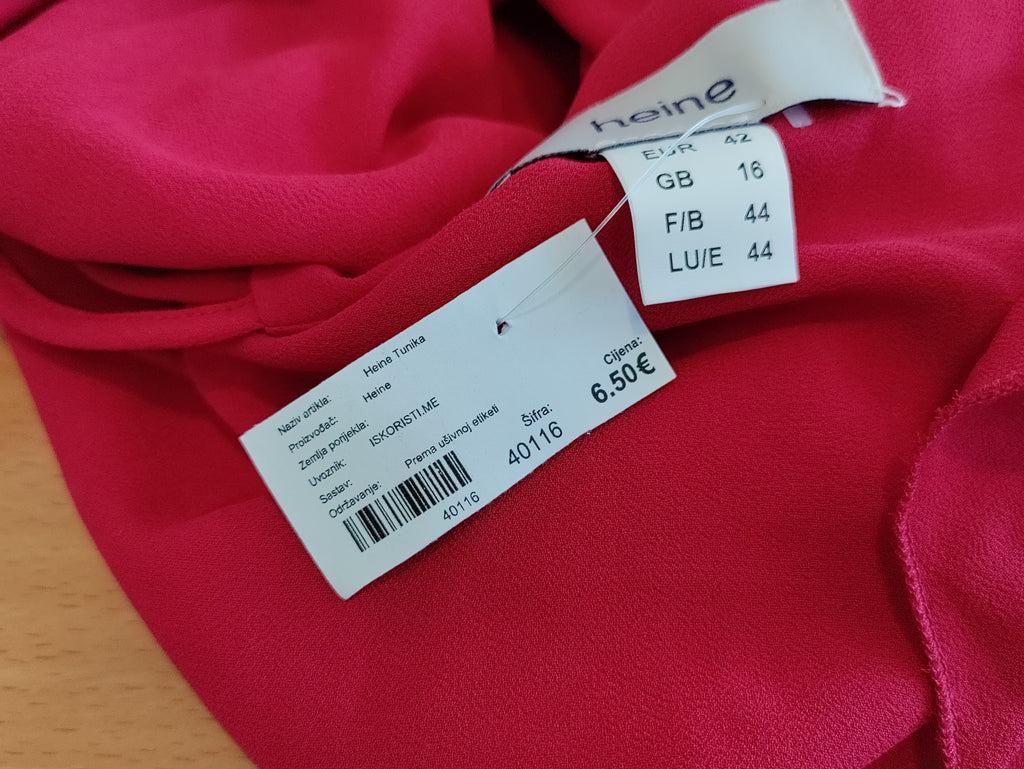 heine
EUR 42
GB 16
F/B 44
LU/E 44
Naziv artikla: Heine Tunika
Proizvođač: Heine
Zemlja porijekla:
Uvoznik: ISKORISTI.ME
Sastav:
Održavanje: Prema ušivnoj etiketi
40116
Šifra:
40116
Cijena:
6.50€